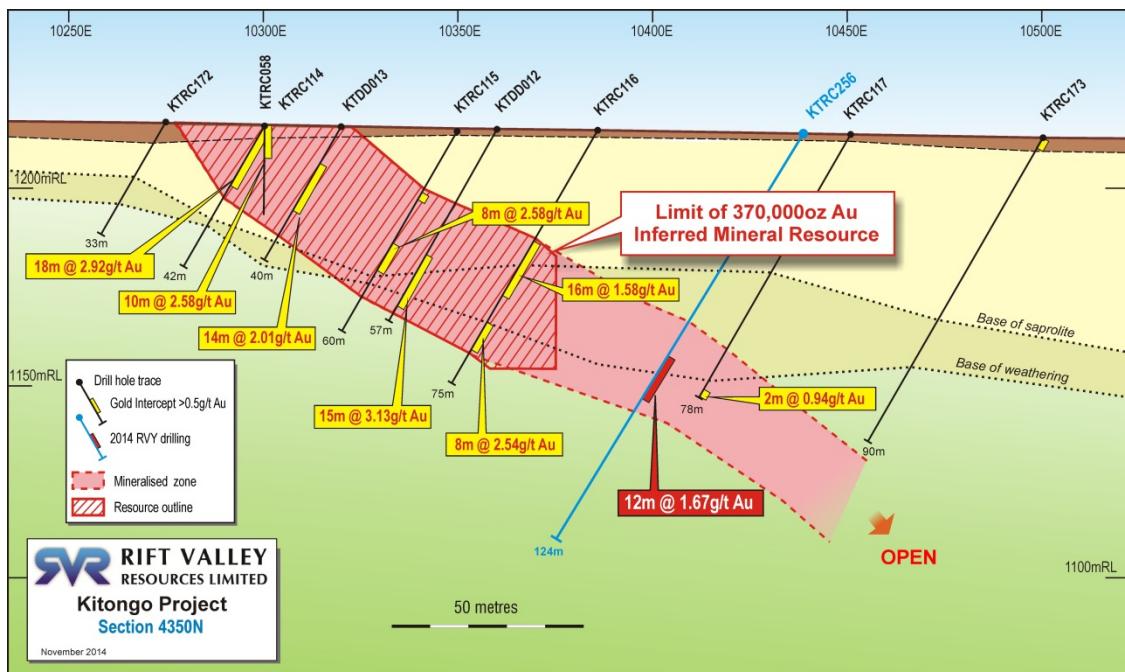 10250E
10300E
10350E
10400E
10450E
10500E
KTRC172
KTRC058
KTRC114
KTDD013
KTRC115
KTDD012
KTRC116
KTRC256
KTRC117
KTRC173
1200mRL
Limit of 370,000oz Au
Inferred Mineral Resource
8m @ 2.58g/t Au
33m
18m @ 2.92g/t Au
42m
40m
10m @ 2.58g/t Au
16m @ 1.58g/t Au
14m @ 2.01g/t Au
60m
57m
Base of saprolite
Base of weathering
1150mRL
75m
78m
2m @ 0.94g/t Au
15m @ 3.13g/t Au
8m @ 2.54g/t Au
90m
12m @ 1.67g/t Au
124m
OPEN
Drill hole trace
Gold Intercept >0.5g/t Au
2014 RVY drilling
Mineralised zone
Resource outline
RVR RIFT VALLEY
RESOURCES LIMITED
Kitongo Project
Section 4350N
November 2014
50 metres
1100mRL